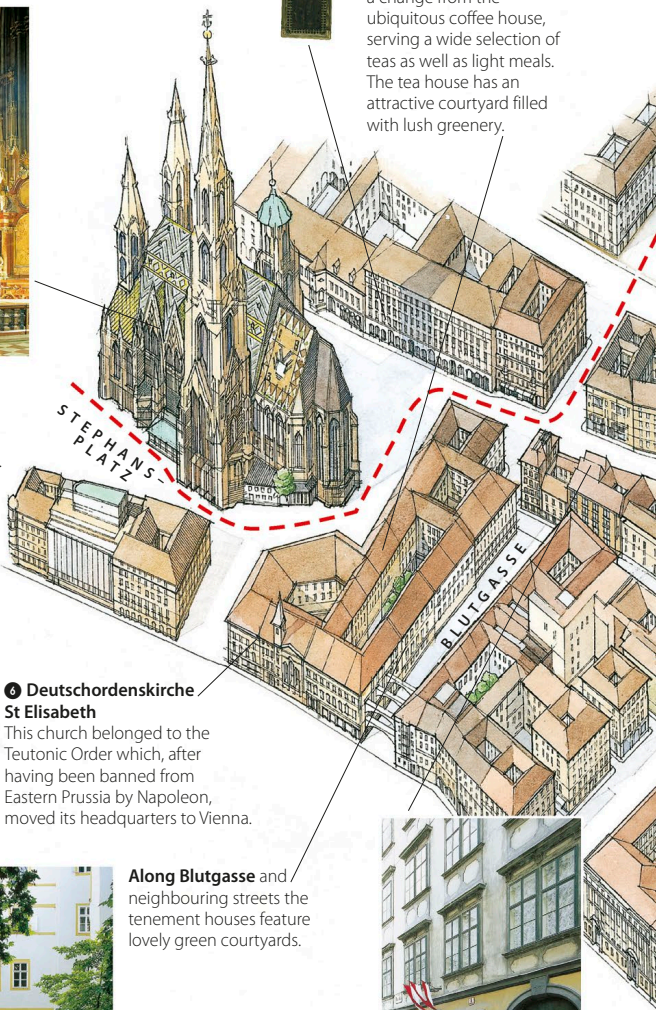 a change from the
ubiquitous coffee house,
serving a wide selection of
teas as well as light meals.
The tea house has an
attractive courtyard filled
with lush greenery.
STEPHANS-
PLATZ
BLUTGASSE
6 Deutschordenskirche
St Elisabeth
This church belonged to the
Teutonic Order which, after
having been banned from
Eastern Prussia by Napoleon,
moved its headquarters to Vienna.
Along Blutgasse and
neighbouring streets the
tenement houses feature
lovely green courtyards.